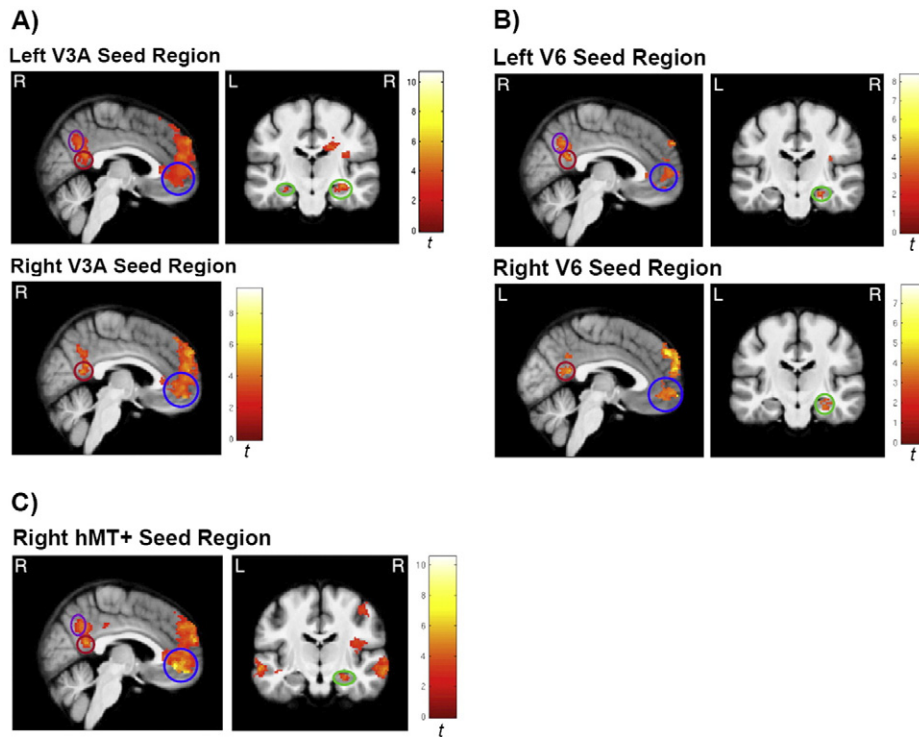 A)
Left V3A Seed Region
R
L R
10
8
6
4
2
0
t
Right V3A Seed Region
R
8
6
4
2
0
t
B)
Left V6 Seed Region
R
L R
8
7
6
5
4
3
2
1
0
t
Right V6 Seed Region
L
L R
7
6
5
4
3
2
1
0
t
C)
Right hMT+ Seed Region
R
L R
10
8
6
4
2
0
t